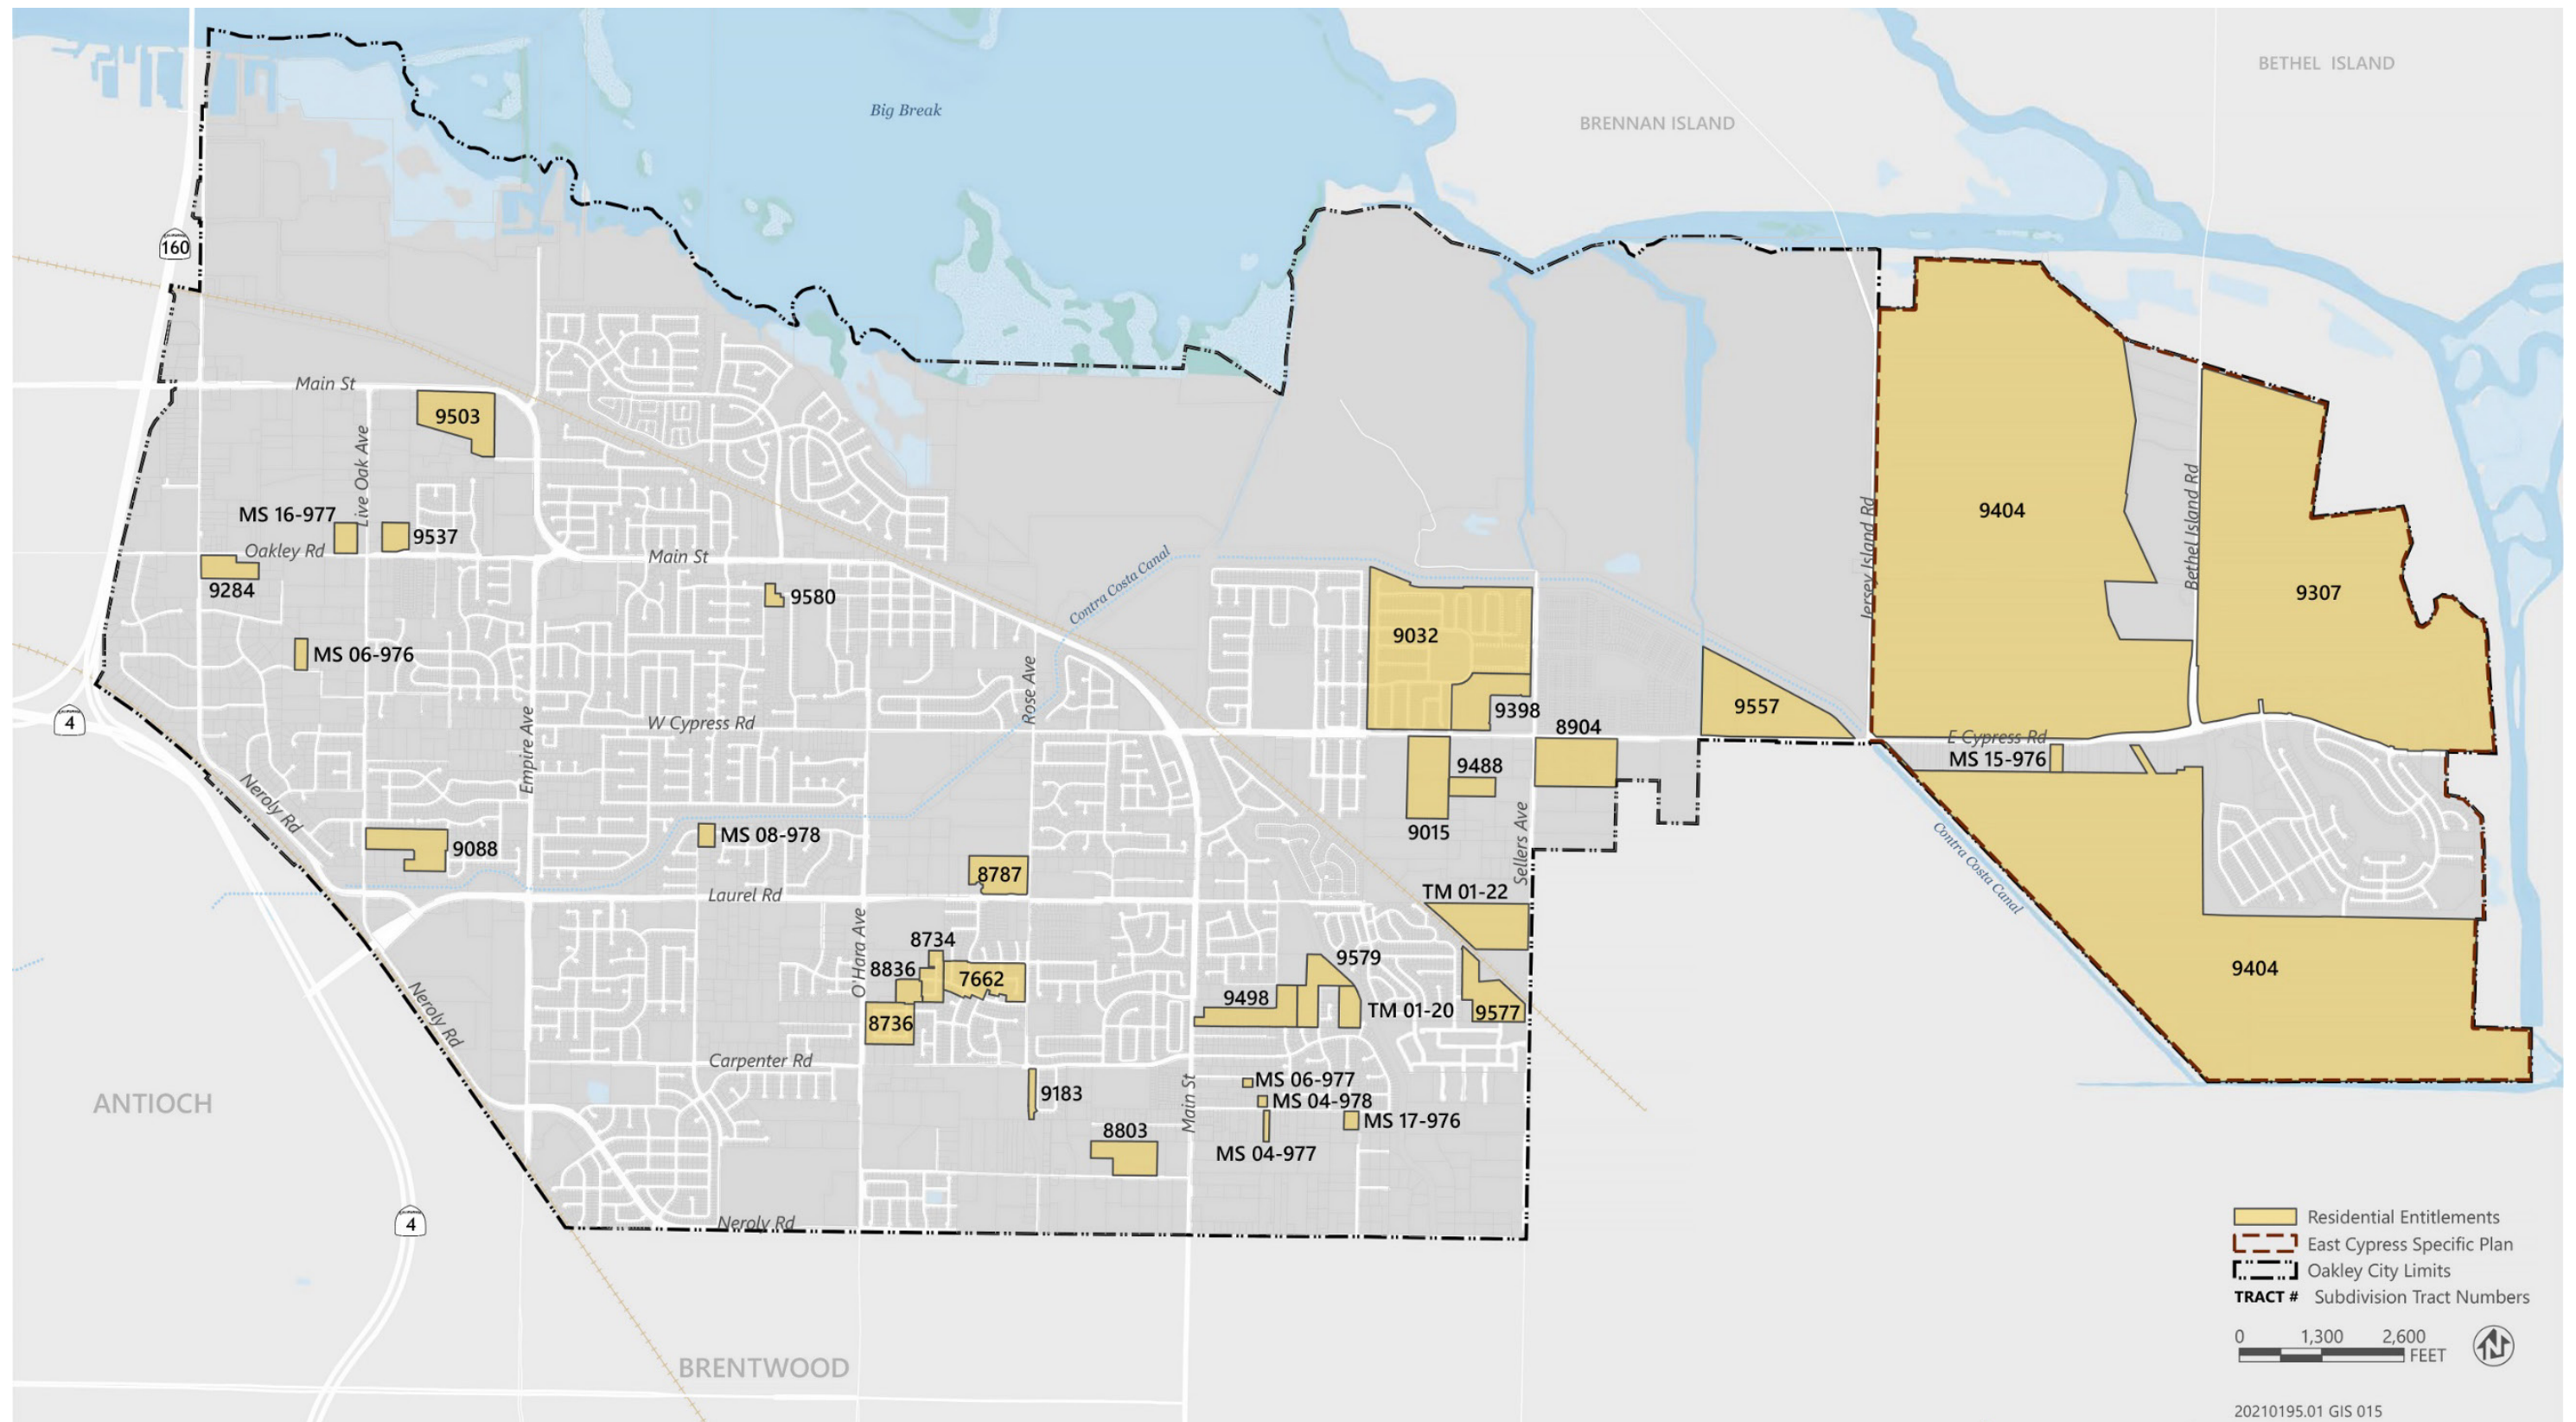 BETHEL ISLAND
Big Break
BRENNAN ISLAND
160
Main St
9503
Live Oak Ave
MS 16-977
9537
Oakley Rd
9284
Main St
9580
MS 06-976
Contra Costa Canal
Jersey Island Rd
Bethel Island Rd
9404
9307
9032
9398
9557
8904
4
Empire Ave
W Cypress Rd
Rose Ave
E Cypress Rd
MS 15-976
9488
9015
Sellers Ave
Neroly Rd
9088
MS 08-978
8787
Laurel Rd
TM 01-22
Contra Costa Canal
8734
8836
7662
8736
O'Hara Ave
9579
9498
TM 01-20
9577
9404
Neroly Rd
Carpenter Rd
9183
MS 06-977
MS 04-978
MS 17-976
MS 04-977
Main St
8803
ANTIOCH
4
Neroly Rd
BRENTWOOD
Residential Entitlements
East Cypress Specific Plan
Oakley City Limits
TRACT # Subdivision Tract Numbers
0 1,300 2,600
FEET
N
20210195.01 GIS 015